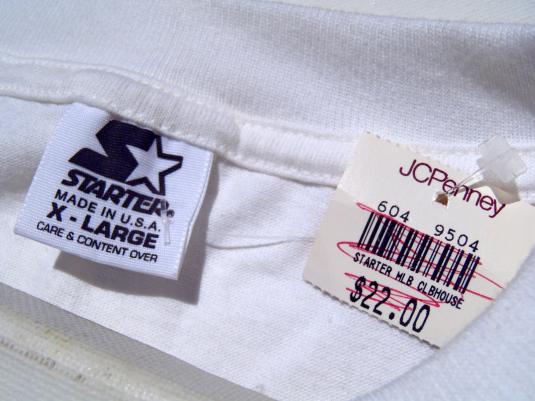 STARTER®
MADE IN U.S.A.
X - LARGE
CARE & CONTENT OVER
JCPenney
604 9504
STARTER MLB CLBHOUSE
$22.00